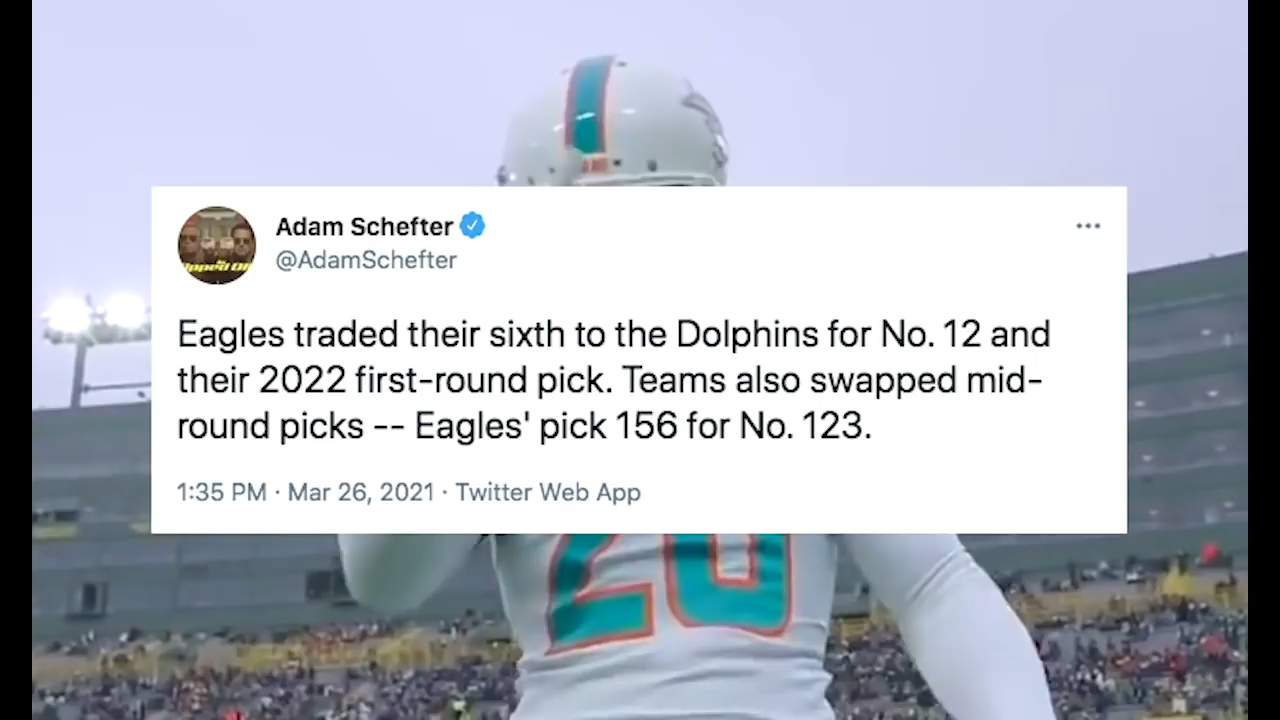 Adam Schefter
@AdamSchefter
Eagles traded their sixth to the Dolphins for No. 12 and
their 2022 first-round pick. Teams also swapped mid-
round picks -- Eagles' pick 156 for No. 123.
1:35 PM · Mar 26, 2021 · Twitter Web App